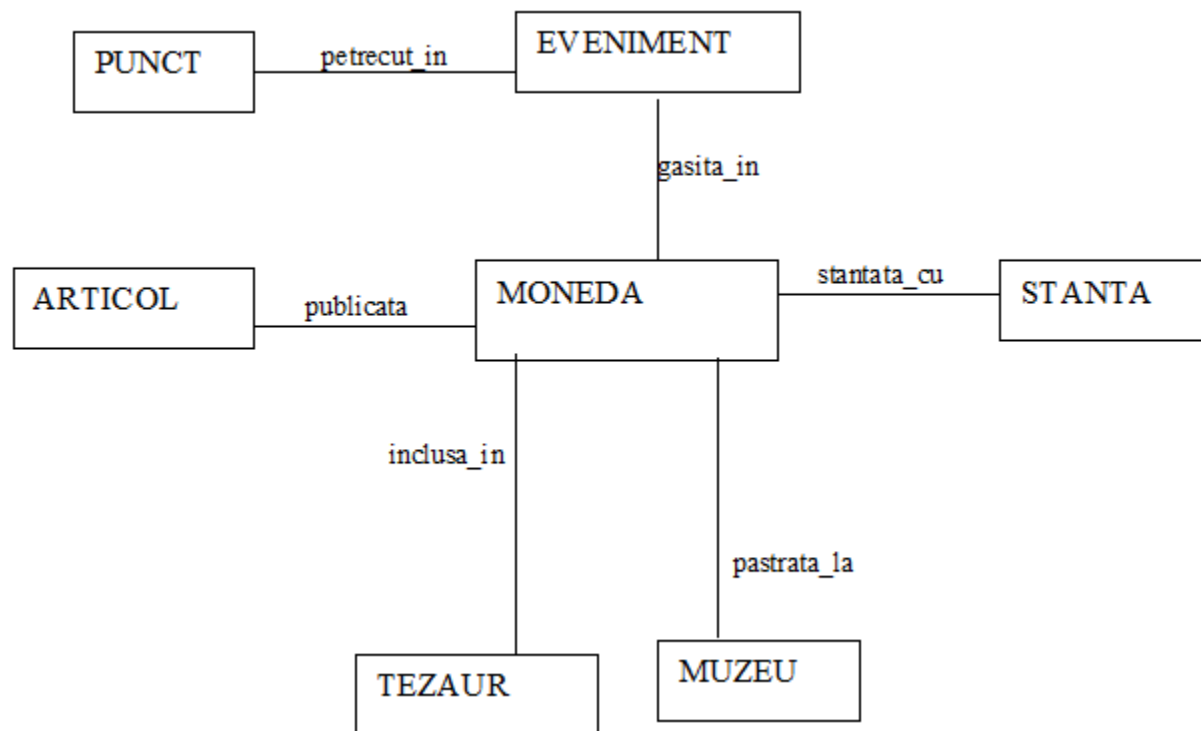 EVENIMENT
PUNCT
petrecut_in
gasita_in
ARTICOL
publicata
MONEDA
stantata_cu
STANTA
inclusa_in
pastrata_la
TEZAUR
MUZEU